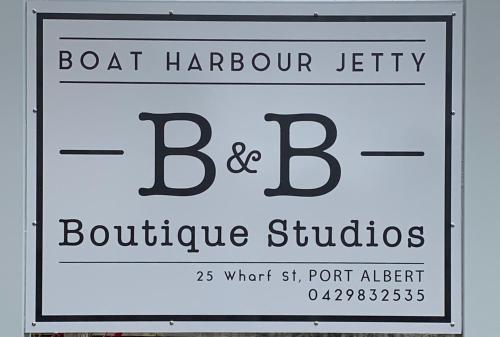 BOAT HARBOUR JETTY
B & B
Boutique Studios
25 Wharf St, PORT ALBERT
0429832535